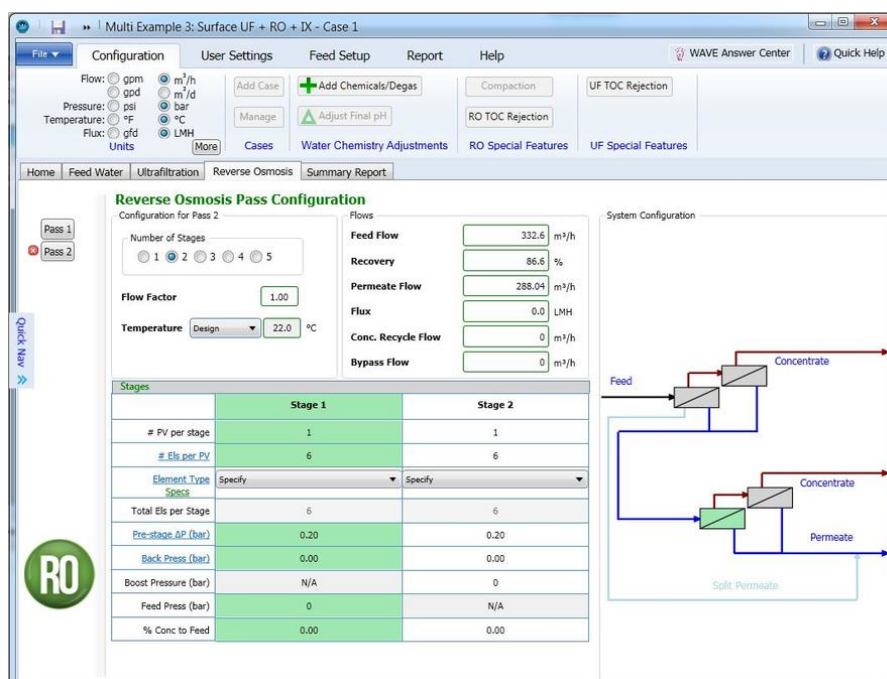 Multi Example 3: Surface UF + RO + IX - Case 1
File Configuration User Settings Feed Setup Report Help WAVE Answer Center Quick Help
Flow: gpm m³/h
gpd m³/d
Pressure: psi bar
Temperature: °F °C
Flux: gfd LMH
Units More
Add Case
Manage
Cases
Add Chemicals/Degas
Adjust Final pH
Water Chemistry Adjustments
Compaction
RO TOC Rejection
RO Special Features
UF TOC Rejection
UF Special Features
Home Feed Water Ultrafiltration Reverse Osmosis Summary Report
Reverse Osmosis Pass Configuration
Pass 1
Pass 2
Quick Nav
Configuration for Pass 2
Number of Stages
1 2 3 4 5
Flow Factor 1.00
Temperature Design 22.0 °C
Flows
Feed Flow 332.6 m³/h
Recovery 86.6 %
Permeate Flow 288.04 m³/h
Flux 0.0 LMH
Conc. Recycle Flow 0 m³/h
Bypass Flow 0 m³/h
System Configuration
Feed
Concentrate
Concentrate
Permeate
Split Permeate
Stages
Stage 1 Stage 2
# PV per stage 1 1
# Els per PV 6 6
Element Type Specify Specify
Specs
Total Els per Stage 6 6
Pre-stage ΔP (bar) 0.20 0.20
Back Press (bar) 0.00 0.00
Boost Pressure (bar) N/A 0
Feed Press (bar) 0 N/A
% Conc to Feed 0.00 0.00
RO